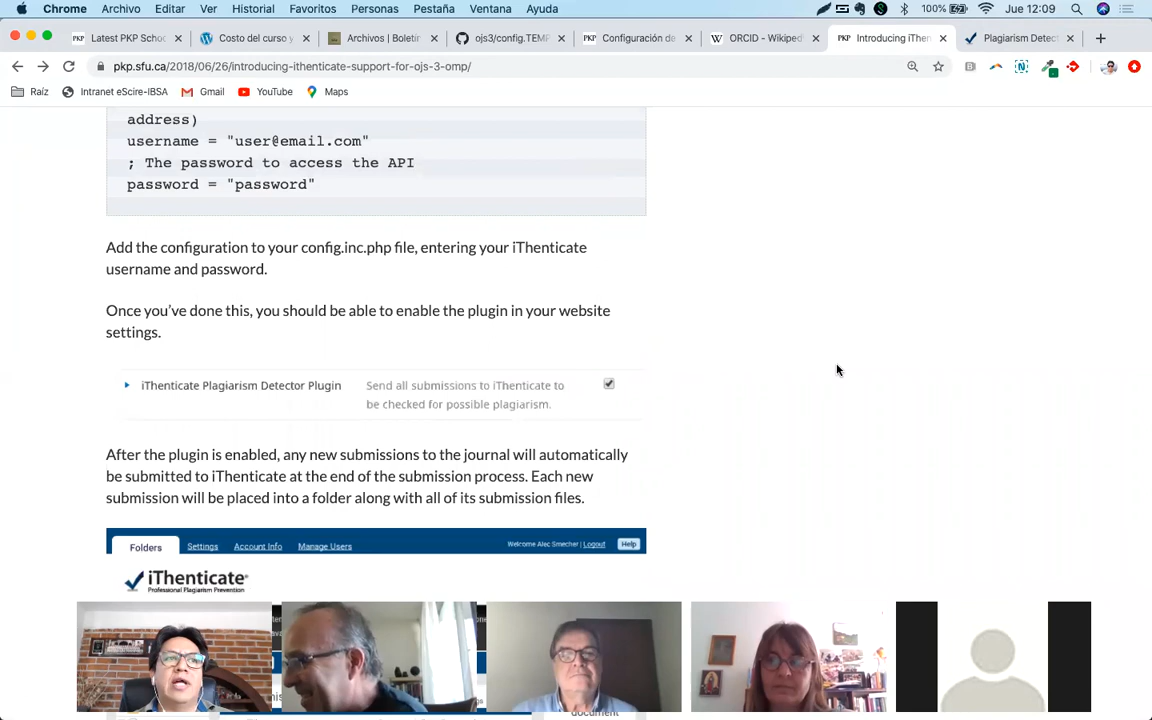 Chrome Archivo Editar Ver Historial Favoritos Personas Pestaña Ventana Ayuda 100% Jue 12:09
Latest PKP Schoo Costo del curso y Archivos | Boletín ojs3/config.TEMP Configuración de ORCID - Wikiped Introducing iThen Plagiarism Detect
pkp.sfu.ca/2018/06/26/introducing-ithenticate-support-for-ojs-3-omp/
Raíz Intranet eScire-IBSA Gmail YouTube Maps
address)
username = "user@email.com"
; The password to access the API
password = "password"
Add the configuration to your config.inc.php file, entering your iThenticate
username and password.
Once you've done this, you should be able to enable the plugin in your website
settings.
iThenticate Plagiarism Detector Plugin Send all submissions to iThenticate to
be checked for possible plagiarism.
After the plugin is enabled, any new submissions to the journal will automatically
be submitted to iThenticate at the end of the submission process. Each new
submission will be placed into a folder along with all of its submission files.
Folders Settings Account Info Manage Users Welcome Alec Smecher | Logout Help
iThenticate®
Professional Plagiarism Prevention
document